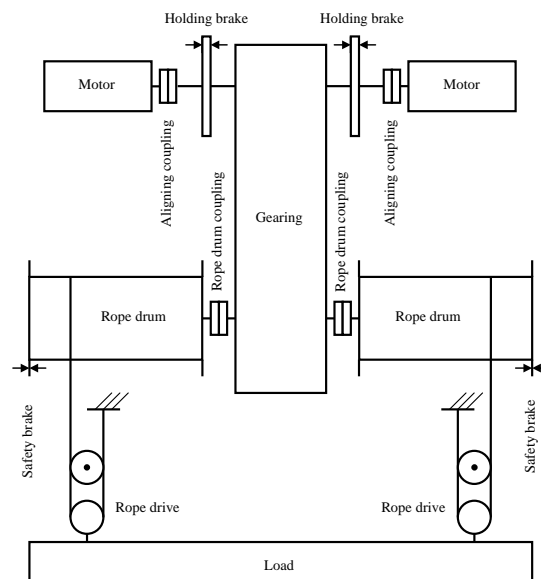 Holding brake
Holding brake
Motor
Motor
Aligning coupling
Aligning coupling
Rope drum coupling
Rope drum coupling
Gearing
Rope drum
Rope drum
Safety brake
Safety brake
Rope drive
Rope drive
Load